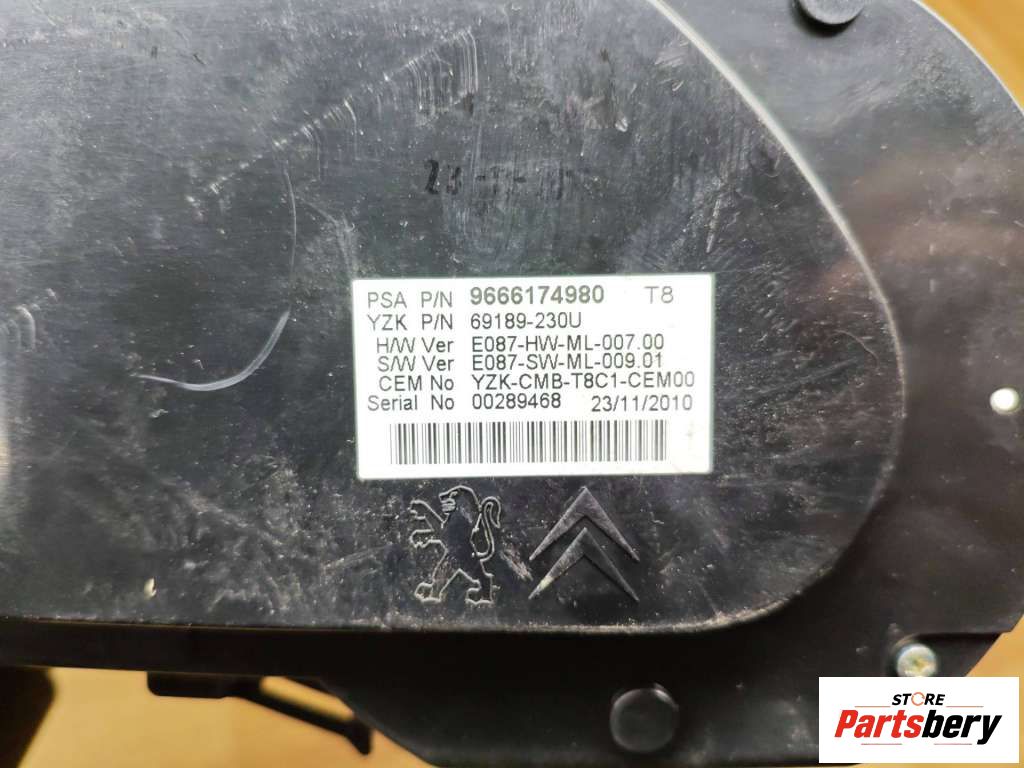 PSA P/N 9666174980 T8
YZK P/N 69189-230U
H/W Ver E087-HW-ML-007.00
S/W Ver E087-SW-ML-009.01
CEM No YZK-CMB-T8C1-CEM00
Serial No 00289468 23/11/2010
STORE
Partsbery